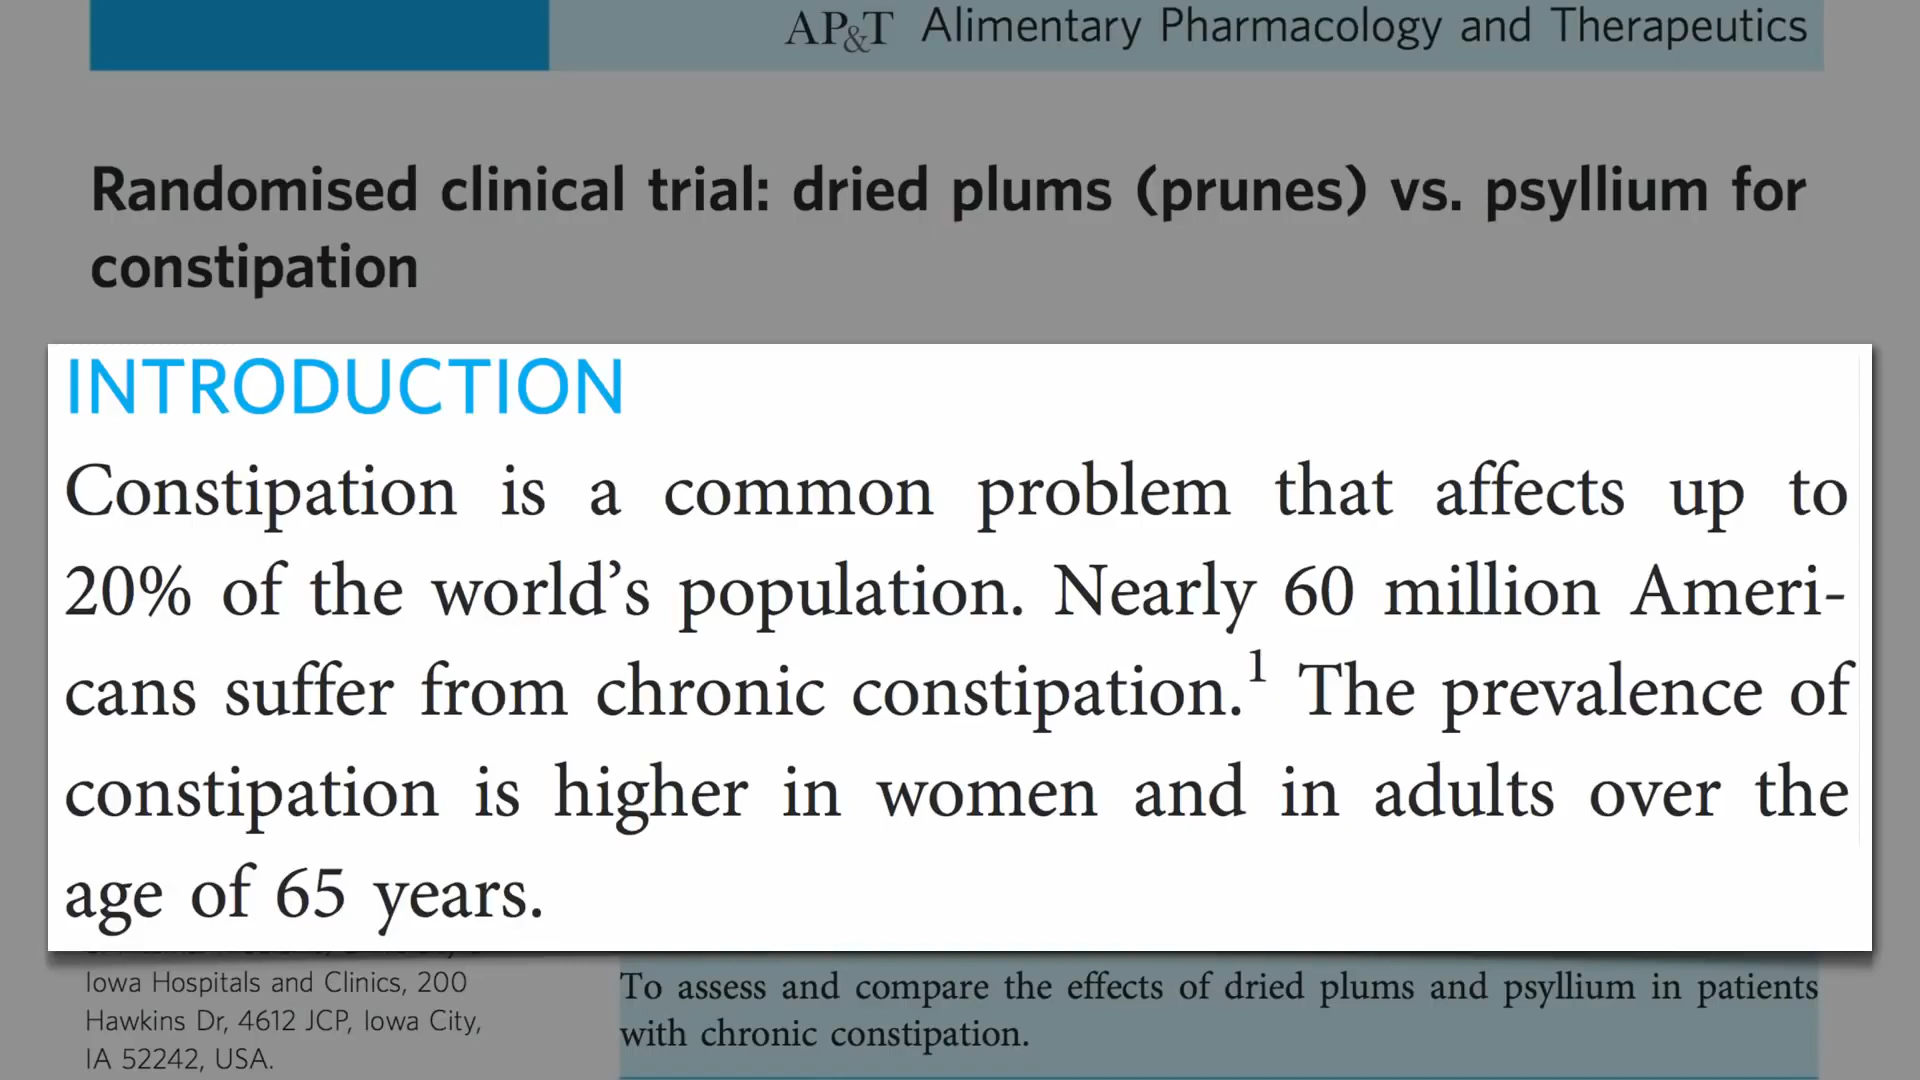 AP&T Alimentary Pharmacology and Therapeutics
Randomised clinical trial: dried plums (prunes) vs. psyllium for
constipation
INTRODUCTION
Constipation is a common problem that affects up to
20% of the world’s population. Nearly 60 million Ameri-
cans suffer from chronic constipation.1 The prevalence of
constipation is higher in women and in adults over the
age of 65 years.
Iowa Hospitals and Clinics, 200
Hawkins Dr, 4612 JCP, Iowa City,
IA 52242, USA.
To assess and compare the effects of dried plums and psyllium in patients
with chronic constipation.